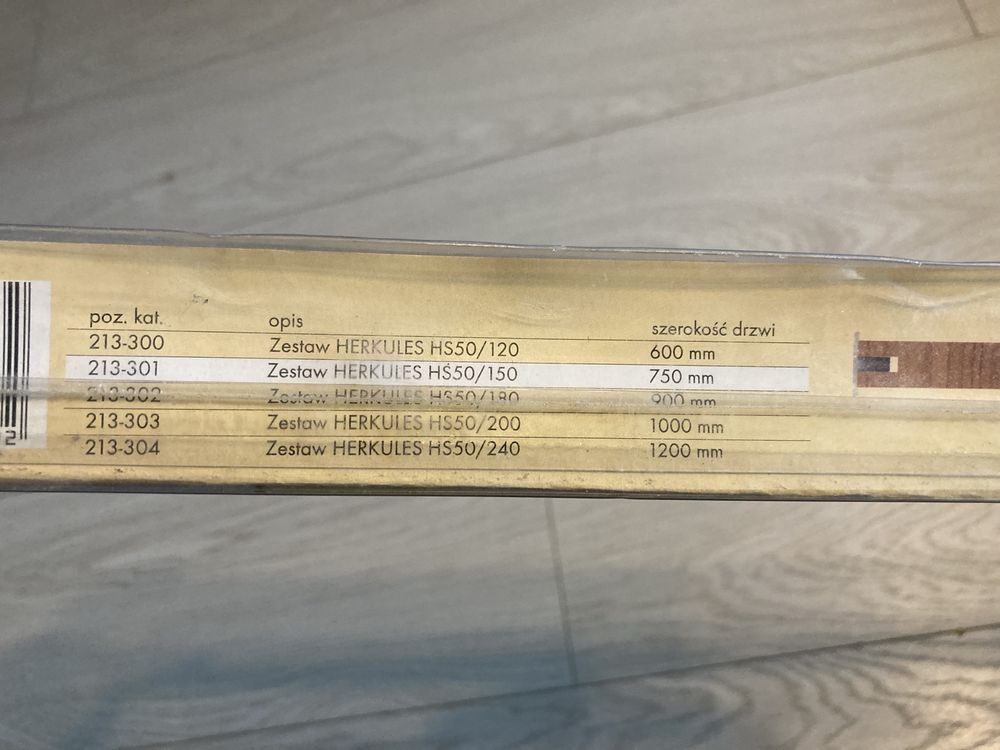 poz. kat. opis szerokość drzwi
213-300 Zestaw HERKULES HS50/120 600 mm
213-301 Zestaw HERKULES HS50/150 750 mm
213-302 Zestaw HERKULES HS50/180 900 mm
213-303 Zestaw HERKULES HS50/200 1000 mm
213-304 Zestaw HERKULES HS50/240 1200 mm
2